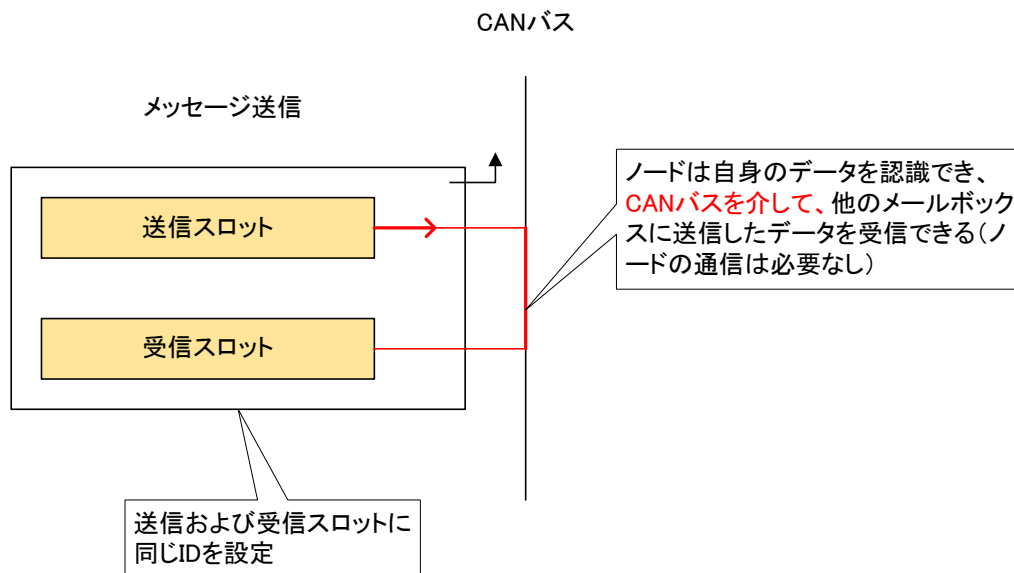 CANバス
メッセージ送信
送信スロット
受信スロット
ノードは自身のデータを認識でき、
CANバスを介して、他のメールボック
スに送信したデータを受信できる(ノ
ードの通信は必要なし)
送信および受信スロットに
同じIDを設定